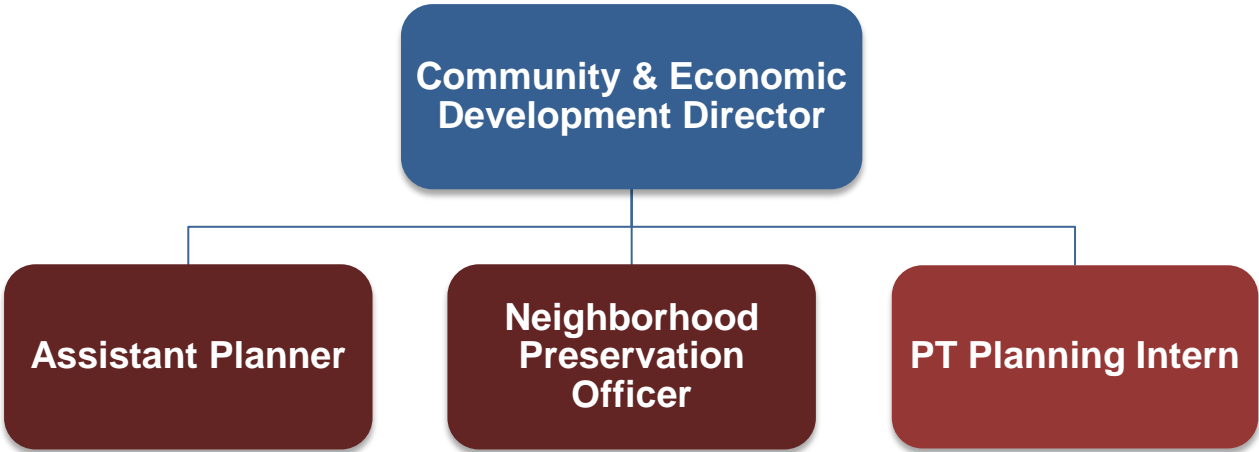 Community & Economic
Development Director
Assistant Planner
Neighborhood
Preservation
Officer
PT Planning Intern